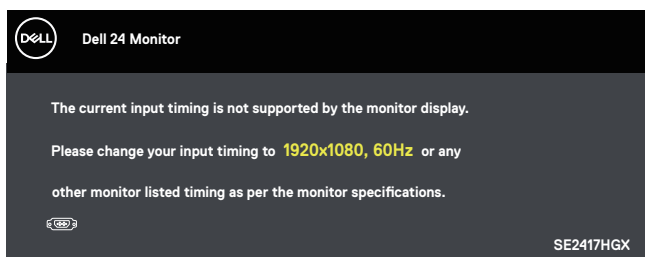 DELL
Dell 24 Monitor
The current input timing is not supported by the monitor display.
Please change your input timing to 1920x1080, 60Hz or any
other monitor listed timing as per the monitor specifications.
SE2417HGX